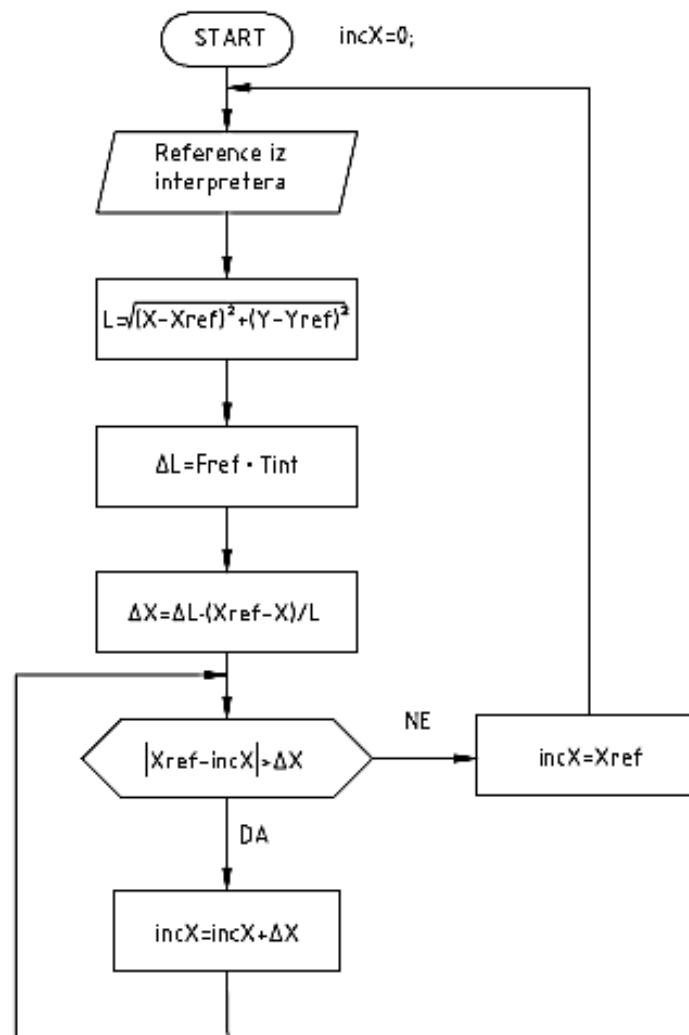 START
incX=0;
Reference iz
interpretera
L=√(X-Xref)²+(Y-Yref)²
ΔL=Fref · Tint
ΔX=ΔL·(Xref-X)/L
|Xref-incX|>ΔX
NE
incX=Xref
DA
incX=incX+ΔX